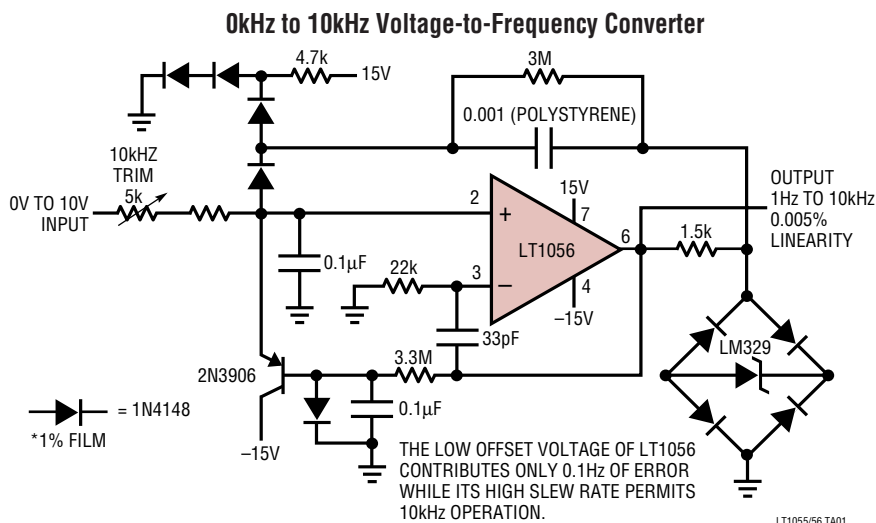 0kHz to 10kHz Voltage-to-Frequency Converter
4.7k
15V
3M
0.001 (POLYSTYRENE)
10kHZ
TRIM
5k
0V TO 10V
INPUT
2
+
15V
7
OUTPUT
1Hz TO 10kHz
0.005%
LINEARITY
6
1.5k
LT1056
0.1µF
22k
3
–
4
–15V
33pF
LM329
2N3906
3.3M
0.1µF
= 1N4148
*1% FILM
–15V
THE LOW OFFSET VOLTAGE OF LT1056
CONTRIBUTES ONLY 0.1Hz OF ERROR
WHILE ITS HIGH SLEW RATE PERMITS
10kHz OPERATION.
LT1055/56 TA01